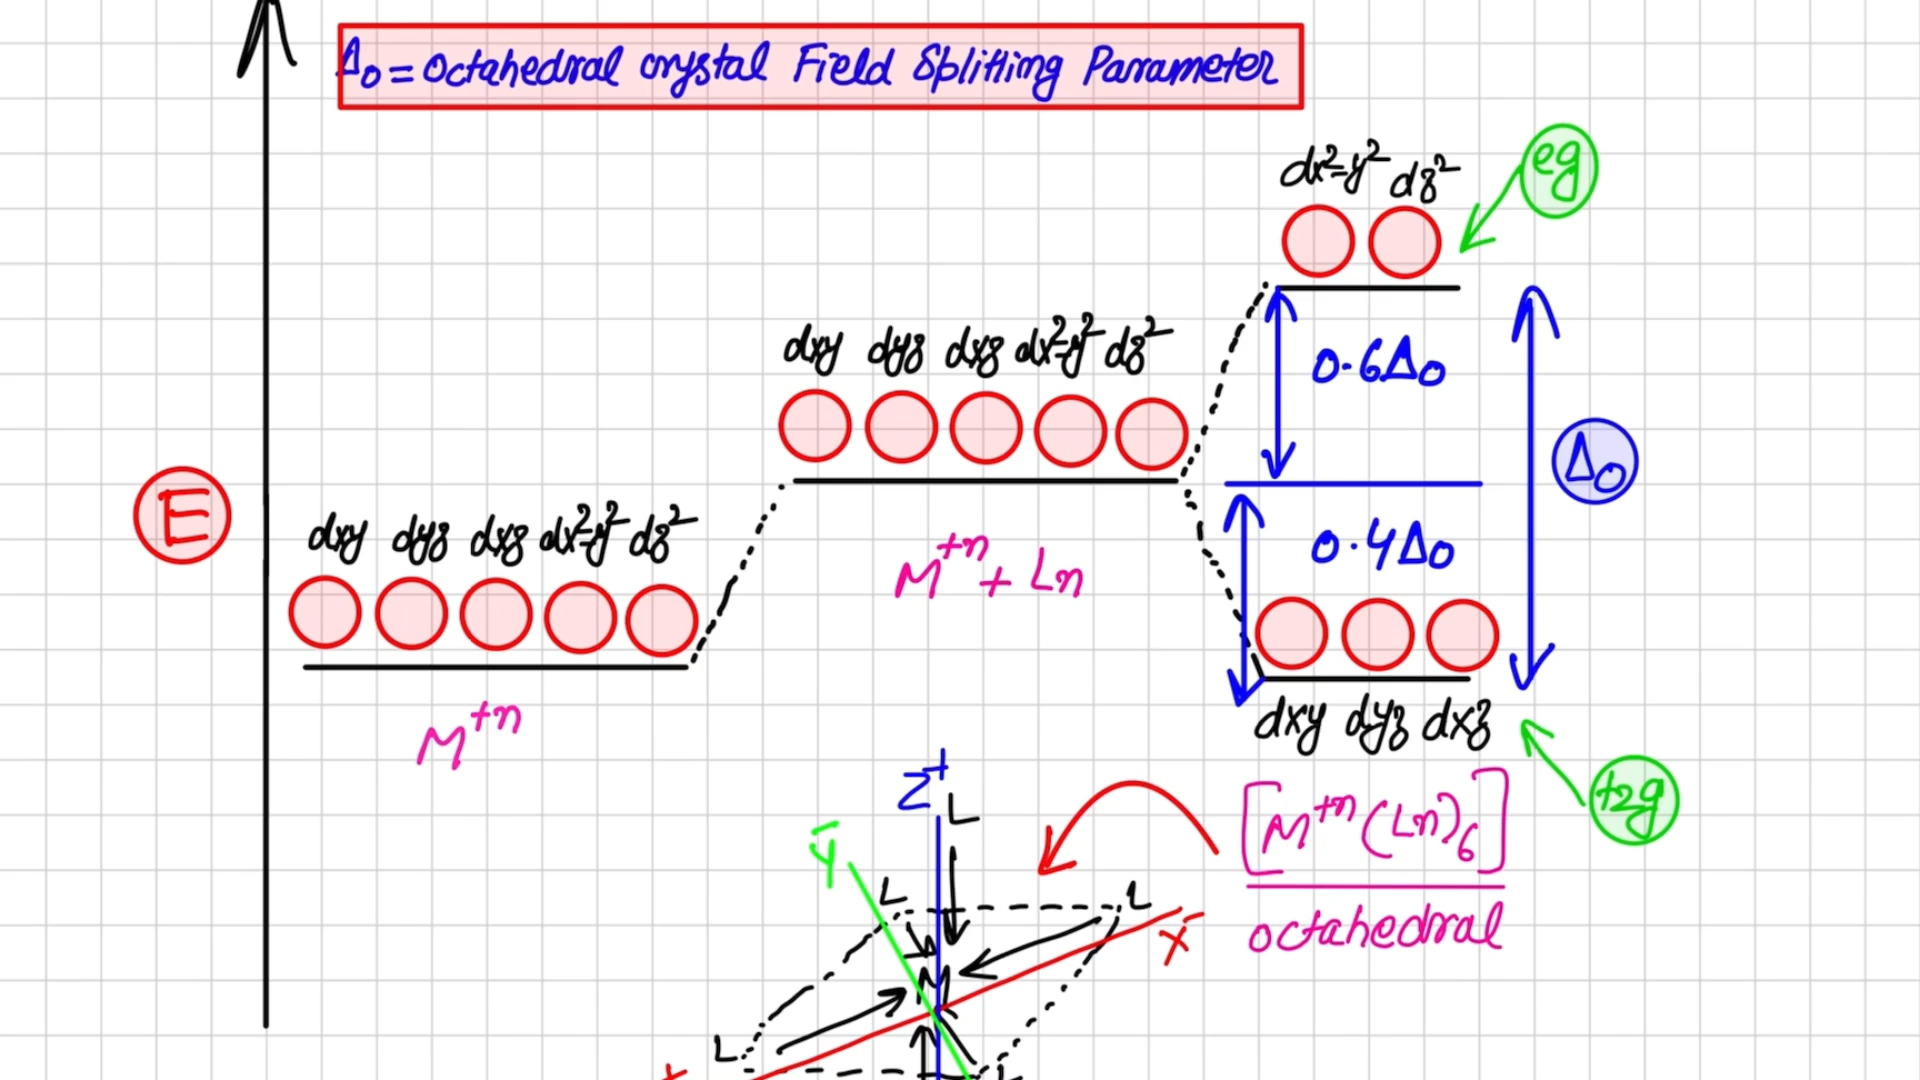 Δo = Octahedral crystal Field Splitting Parameter
dx²-y² dz²
eg
0.6Δo
dxy dyz dxz dx²-y² dz²
Δo
E
dxy dyz dxz dx²-y² dz²
0.4Δo
M+n + Ln
dxy dyz dxz
M+n
t2g
[M+n (Ln)6]
octahedral
Z+
L
Y-
L
L
X-
M
L
L